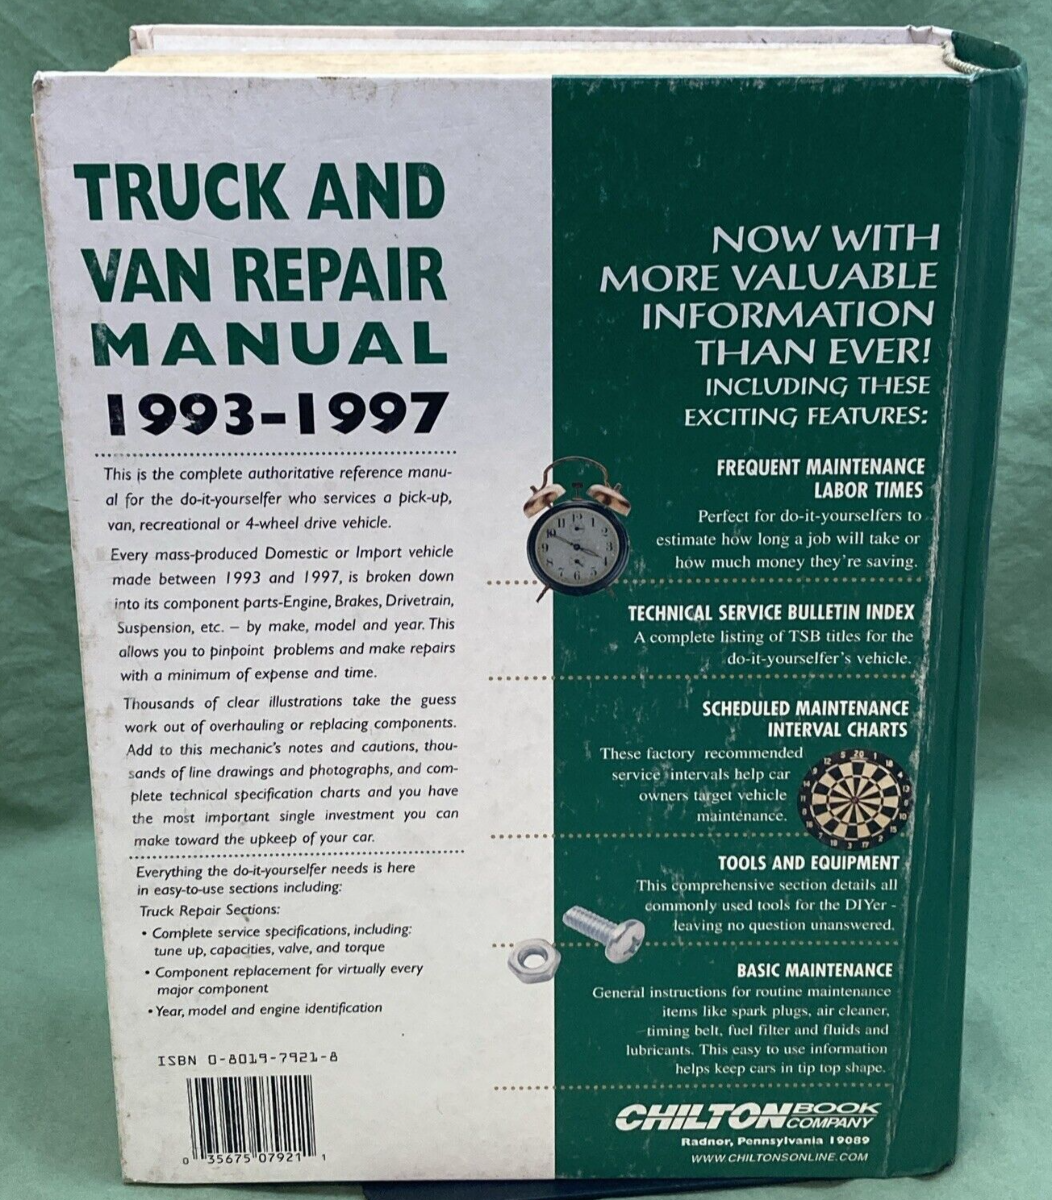 TRUCK AND
VAN REPAIR
MANUAL
1993-1997
This is the complete authoritative reference manu-
al for the do-it-yourselfer who services a pick-up,
van, recreational or 4-wheel drive vehicle.
Every mass-produced Domestic or Import vehicle
made between 1993 and 1997, is broken down
into its component parts-Engine, Brakes, Drivetrain,
Suspension, etc. – by make, model and year. This
allows you to pinpoint problems and make repairs
with a minimum of expense and time.
Thousands of clear illustrations take the guess
work out of overhauling or replacing components.
Add to this mechanic's notes and cautions, thou-
sands of line drawings and photographs, and com-
plete technical specification charts and you have
the most important single investment you can
make toward the upkeep of your car.
Everything the do-it-yourselfer needs is here
in easy-to-use sections including:
Truck Repair Sections:
• Complete service specifications, including:
tune up, capacities, valve, and torque
• Component replacement for virtually every
major component
• Year, model and engine identification
ISBN 0-8019-7921-8
0 35675 07921 1
NOW WITH
MORE VALUABLE
INFORMATION
THAN EVER!
INCLUDING THESE
EXCITING FEATURES:
FREQUENT MAINTENANCE
LABOR TIMES
Perfect for do-it-yourselfers to
estimate how long a job will take or
how much money they're saving.
TECHNICAL SERVICE BULLETIN INDEX
A complete listing of TSB titles for the
do-it-yourselfer's vehicle.
SCHEDULED MAINTENANCE
INTERVAL CHARTS
These factory recommended
service intervals help car
owners target vehicle
maintenance.
TOOLS AND EQUIPMENT
This comprehensive section details all
commonly used tools for the DIYer -
leaving no question unanswered.
BASIC MAINTENANCE
General instructions for routine maintenance
items like spark plugs, air cleaner,
timing belt, fuel filter and fluids and
lubricants. This easy to use information
helps keep cars in tip top shape.
CHILTON BOOK
COMPANY
Radnor, Pennsylvania 19089
WWW.CHILTONSONLINE.COM